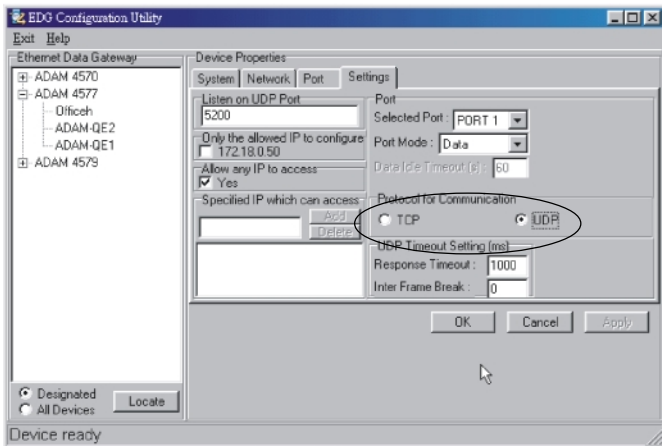 EDG Configuration Utility
Exit Help
Ethernet Data Gateway
ADAM 4570
ADAM 4577
Officeh
ADAM-QE2
ADAM-QE1
ADAM 4579
Designated
All Devices
Locate
Device Properties
System Network Port Settings
Listen on UDP Port
5200
Only the allowed IP to configure
172.18.0.50
Allow any IP to access
Yes
Specified IP which can access
Add
Delete
Port
Selected Port : PORT 1
Port Mode : Data
Data Idle Timeout (s) : 60
Protocol for Communication
TCP UDP
UDP Timeout Setting (ms)
Response Timeout : 1000
Inter Frame Break : 0
OK Cancel Apply
Device ready